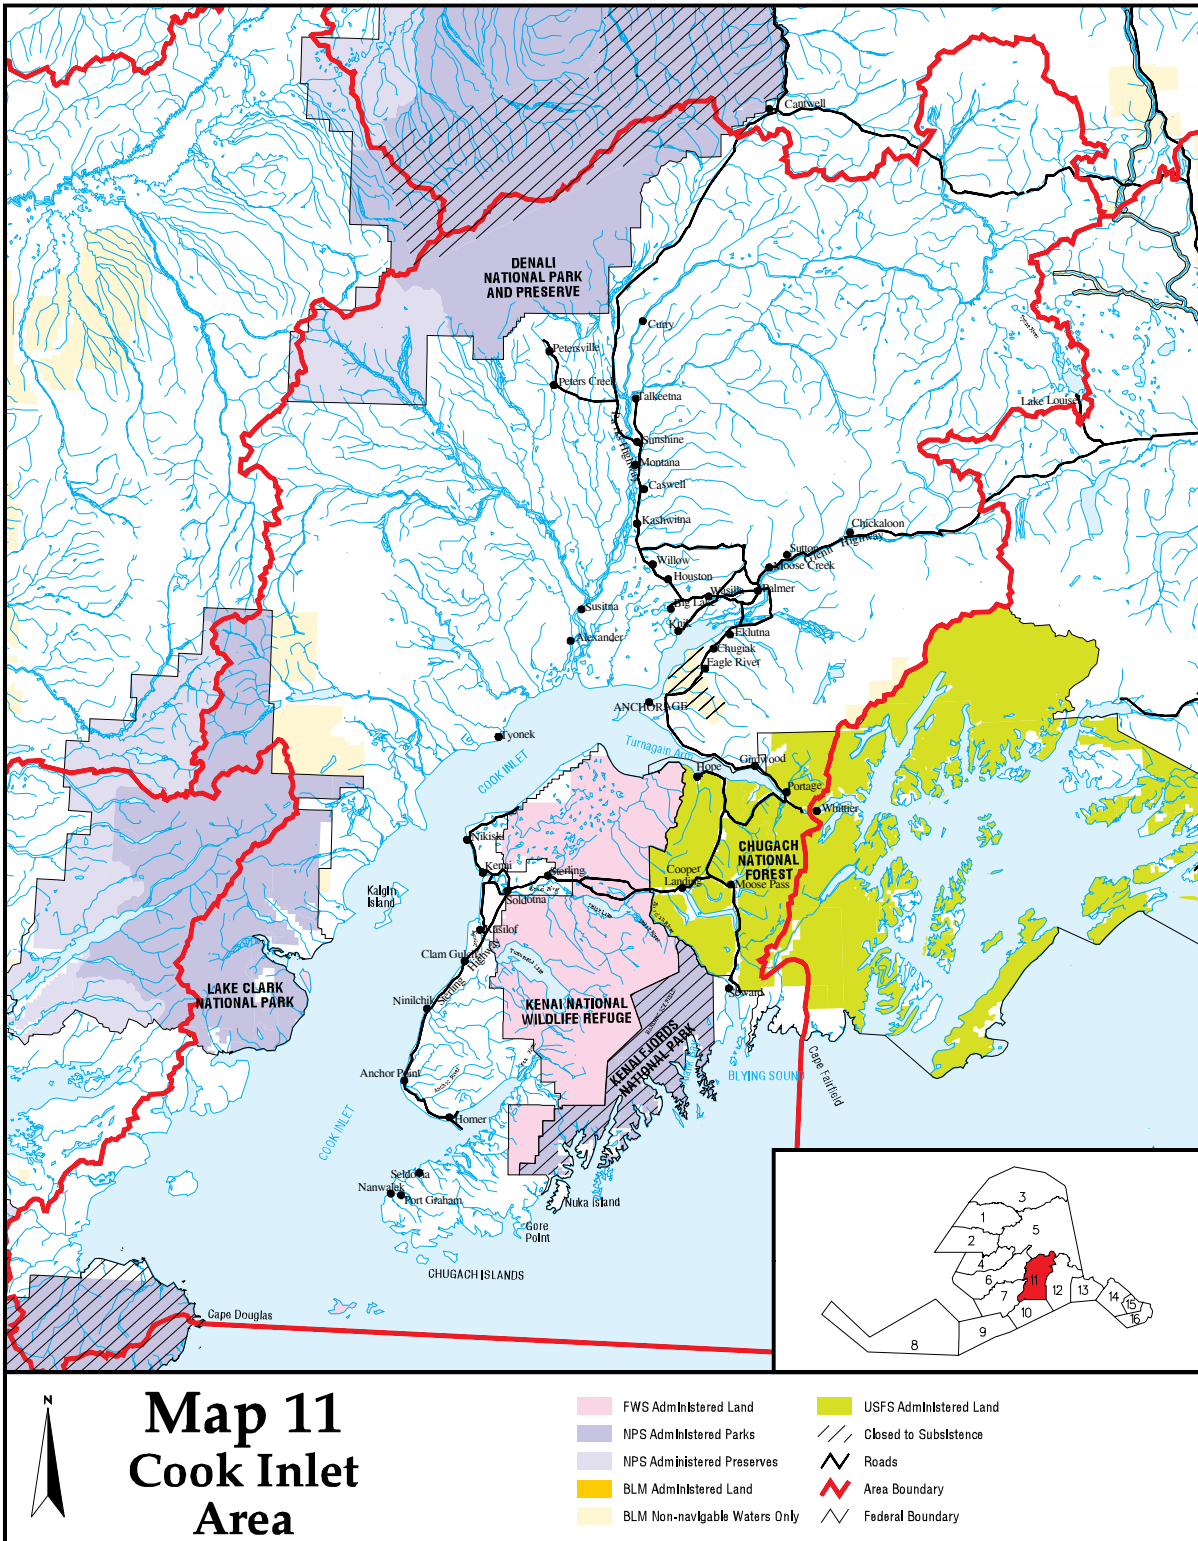 Cantwell
DENALI
NATIONAL PARK
AND PRESERVE
Curry
Petersville
Peters Creek
Talkeetna
Lake Louise
Parks Highway
Sunshine
Montana
Caswell
Kashwitna
Chickaloon
Glenn Highway
Sutton
Moose Creek
Willow
Houston
Wasilla
Palmer
Big Lake
Susitna
Knik
Eklutna
Alexander
Chugiak
Eagle River
ANCHORAGE
Tyonek
COOK INLET
Turnagain Arm
Girdwood
Hope
Portage
Whittier
Nikiski
CHUGACH
NATIONAL
FOREST
Kenai
Sterling
Cooper
Landing
Moose Pass
Kalgin
Island
Soldotna
Kasilof
Clam Gulch
Sterling Highway
LAKE CLARK
NATIONAL PARK
Ninilchik
KENAI NATIONAL
WILDLIFE REFUGE
Seward
KENAI FJORDS
NATIONAL PARK
Cape Fairfield
BLYING SOUND
Anchor Point
Homer
COOK INLET
Seldovia
Nanwalek
Port Graham
Nuka Island
Gore
Point
CHUGACH ISLANDS
Cape Douglas
3
1
5
2
4
6
11
7
12
13
14
15
16
10
9
8
N
Map 11
Cook Inlet
Area
FWS Administered Land
NPS Administered Parks
NPS Administered Preserves
BLM Administered Land
BLM Non-navigable Waters Only
USFS Administered Land
Closed to Subsistence
Roads
Area Boundary
Federal Boundary